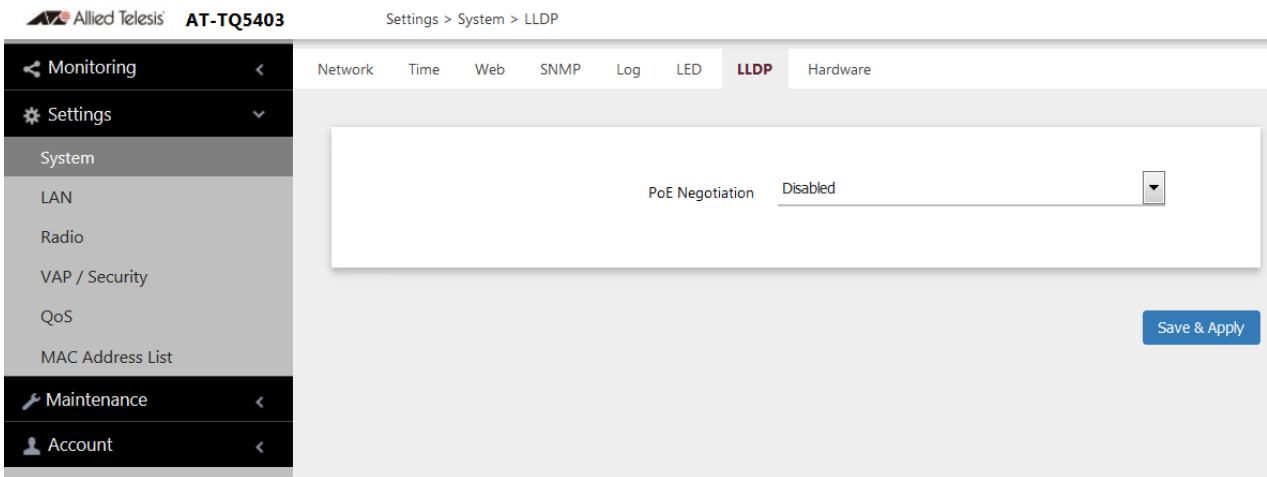 Allied Telesis AT-TQ5403 Settings > System > LLDP
Monitoring
Network Time Web SNMP Log LED LLDP Hardware
Settings
System
LAN
Radio
VAP / Security
QoS
MAC Address List
Maintenance
Account
PoE Negotiation Disabled
Save & Apply